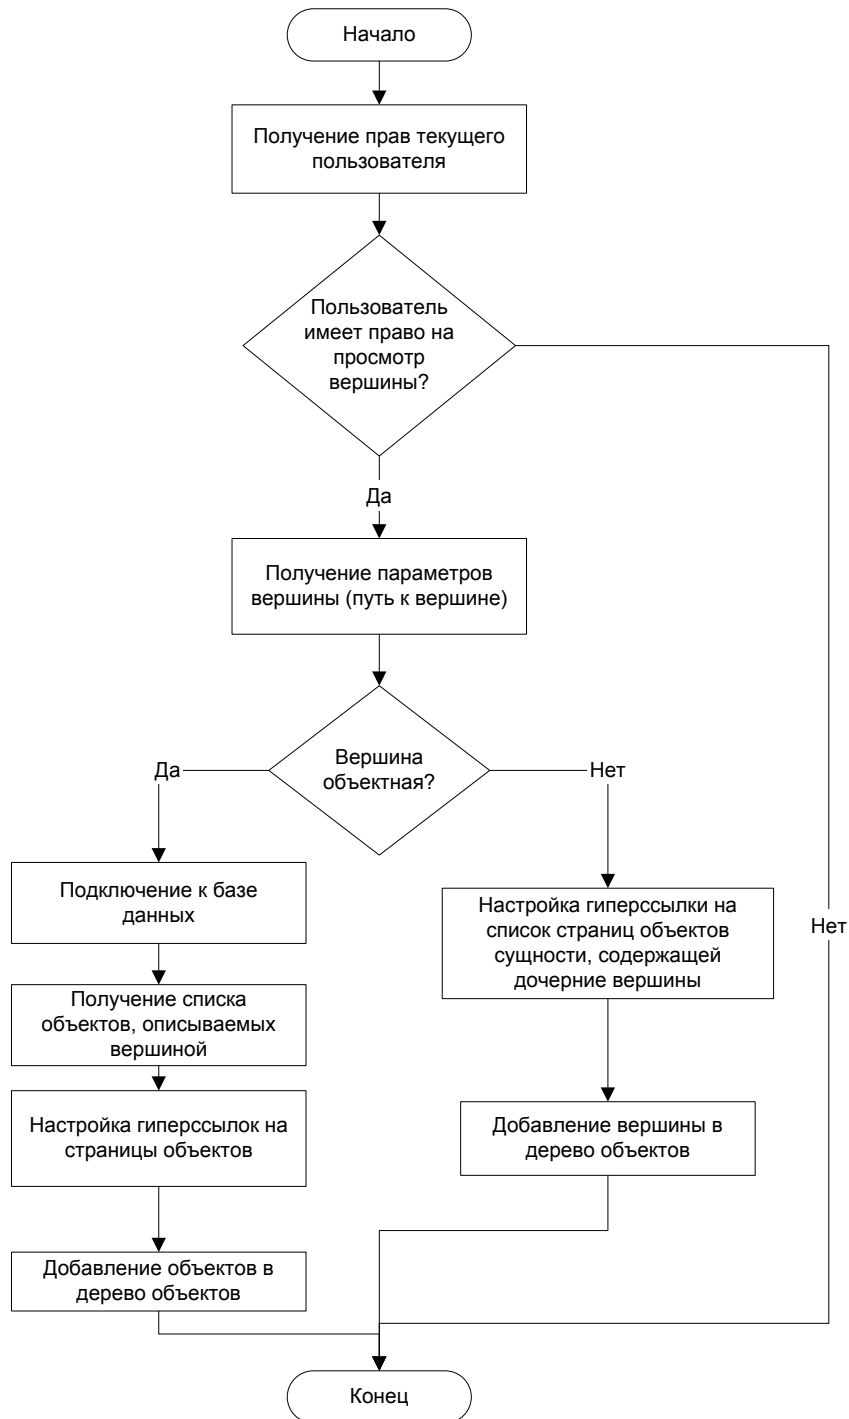 Начало
Получение прав текущего
пользователя
Пользователь
имеет право на
просмотр
вершины?
Да
Получение параметров
вершины (путь к вершине)
Вершина
объектная?
Да
Нет
Подключение к базе
данных
Настройка гиперссылки на
список страниц объектов
сущности, содержащей
дочерние вершины
Нет
Получение списка
объектов, описываемых
вершиной
Настройка гиперссылок на
страницы объектов
Добавление вершины в
дерево объектов
Добавление объектов в
дерево объектов
Конец